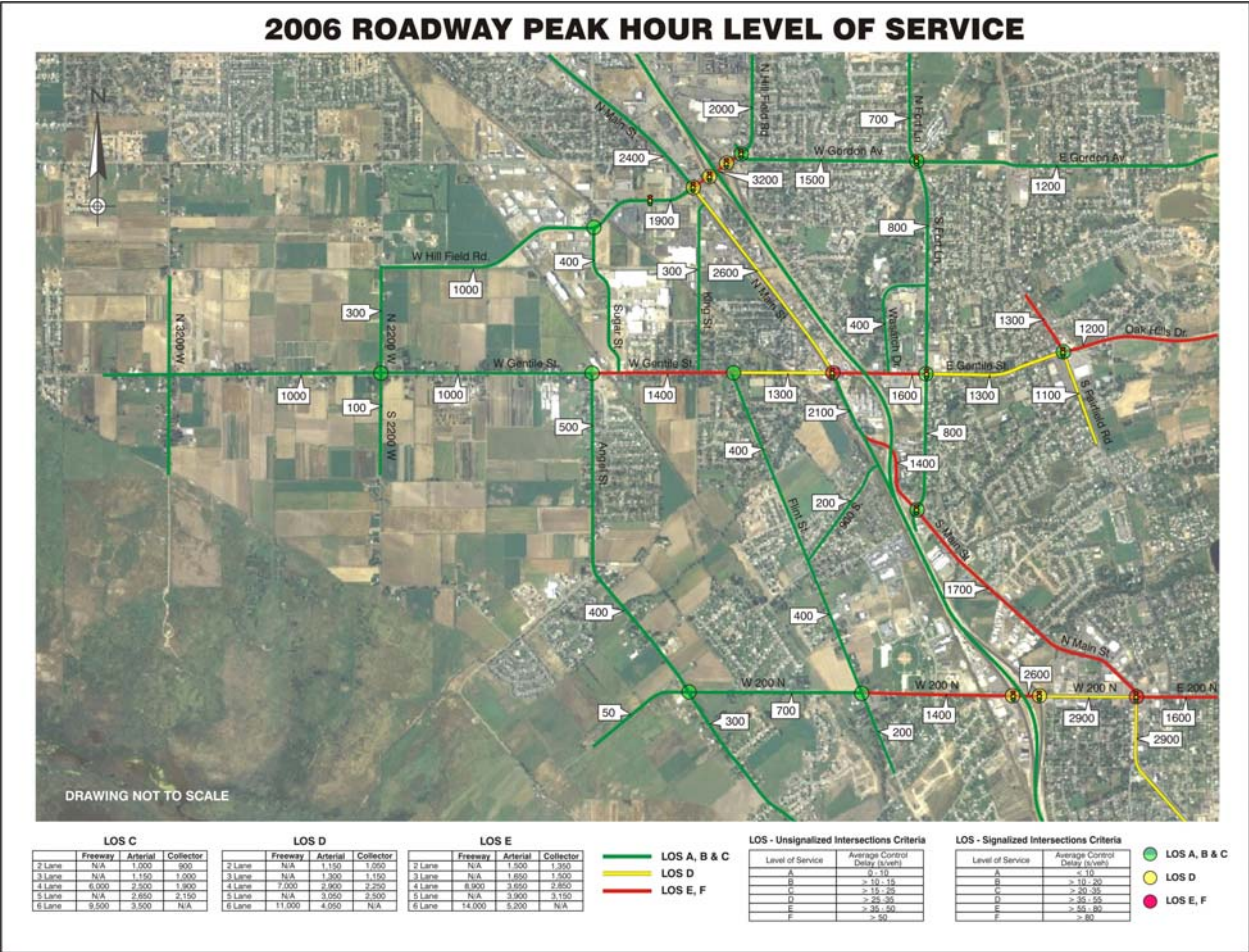 2006 ROADWAY PEAK HOUR LEVEL OF SERVICE
N
N Main St.
2000
N Hill Field Rd.
700
N Fort Ln.
2400
3200
W Gordon Av.
1500
E Gordon Av.
1200
1900
800
S Fort Ln.
W Hill Field Rd.
1000
400
300
King St.
2600
N Main St.
N 3200 W
300
N 2200 W
Sugar St.
400
Wasatch Dr.
1300
1200
Oak Hills Dr.
W Gentile St.
W Gentile St.
E Gentile St.
1000
1000
1400
1300
1600
1300
1100
S Fairfield Rd.
100
S 2200 W
500
Angel St.
2100
800
400
1400
200
900 S
Flint St.
S Main St.
1700
400
400
N Main St.
W 200 N
W 200 N
2600
W 200 N
E 200 N
50
300
700
1400
200
2900
1600
2900
DRAWING NOT TO SCALE
LOS C
Freeway Arterial Collector
2 Lane N/A 1,000 900
3 Lane N/A 1,150 1,000
4 Lane 6,000 2,500 1,900
5 Lane N/A 2,650 2,150
6 Lane 9,500 3,500 N/A
LOS D
Freeway Arterial Collector
2 Lane N/A 1,150 1,050
3 Lane N/A 1,300 1,150
4 Lane 7,000 2,900 2,250
5 Lane N/A 3,050 2,500
6 Lane 11,000 4,050 N/A
LOS E
Freeway Arterial Collector
2 Lane N/A 1,500 1,350
3 Lane N/A 1,650 1,500
4 Lane 8,900 3,650 2,850
5 Lane N/A 3,900 3,150
6 Lane 14,000 5,200 N/A
LOS A, B & C
LOS D
LOS E, F
LOS - Unsignalized Intersections Criteria
Level of Service Average Control Delay (s/veh)
A 0 - 10
B > 10 - 15
C > 15 - 25
D > 25 -35
E > 35 - 50
F > 50
LOS - Signalized Intersections Criteria
Level of Service Average Control Delay (s/veh)
A < 10
B > 10 - 20
C > 20 -35
D > 35 - 55
E > 55 - 80
F > 80
LOS A, B & C
LOS D
LOS E, F